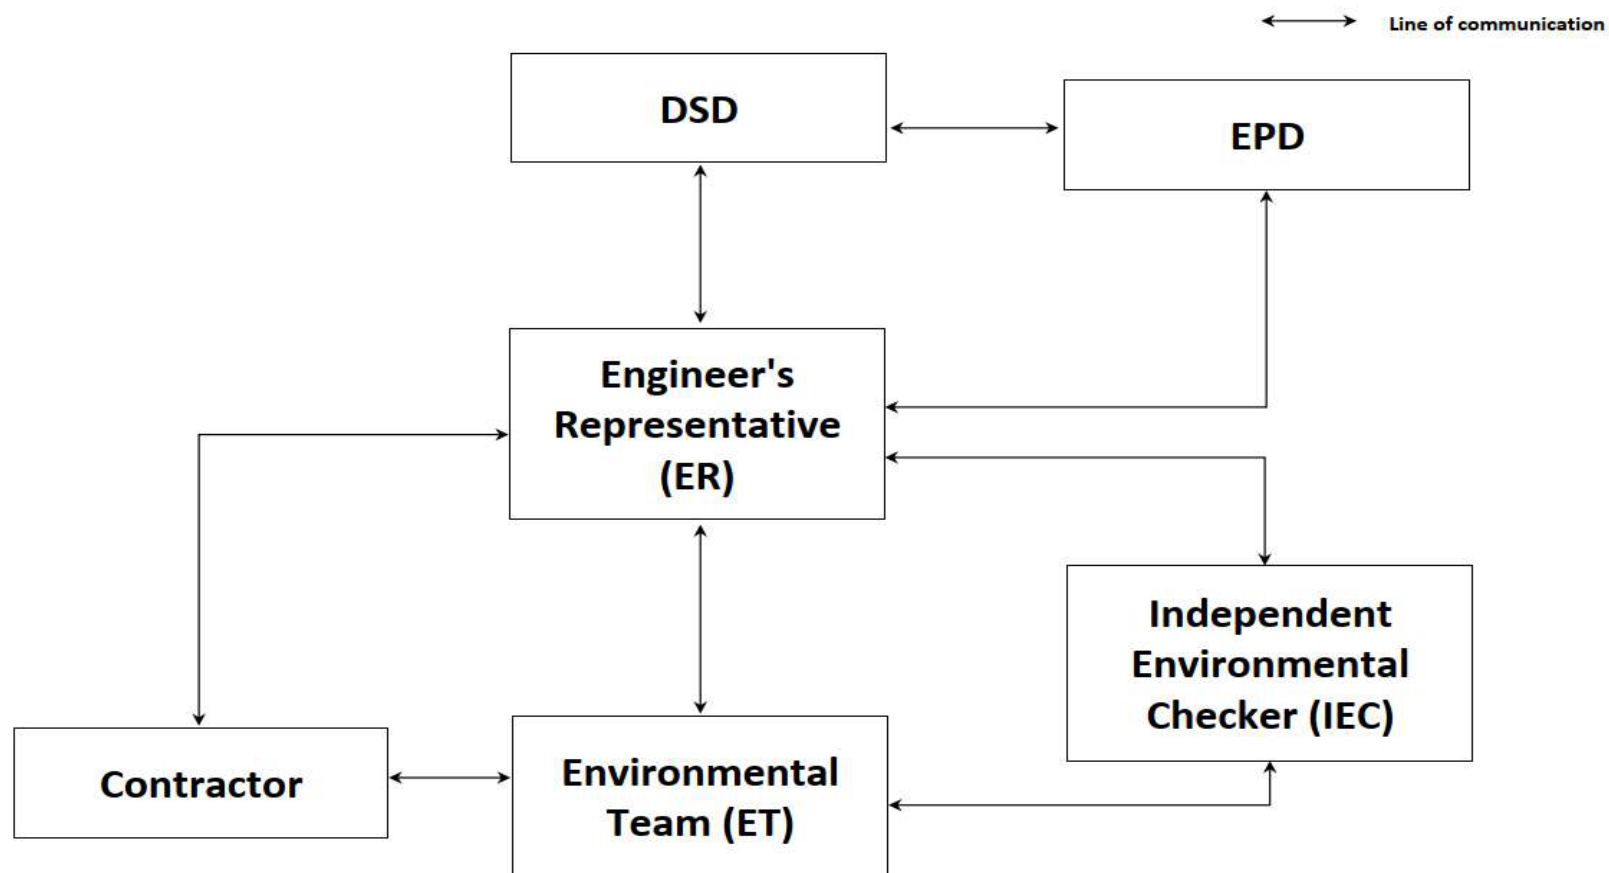 Line of communication
DSD
EPD
Engineer's
Representative
(ER)
Independent
Environmental
Checker (IEC)
Contractor
Environmental
Team (ET)